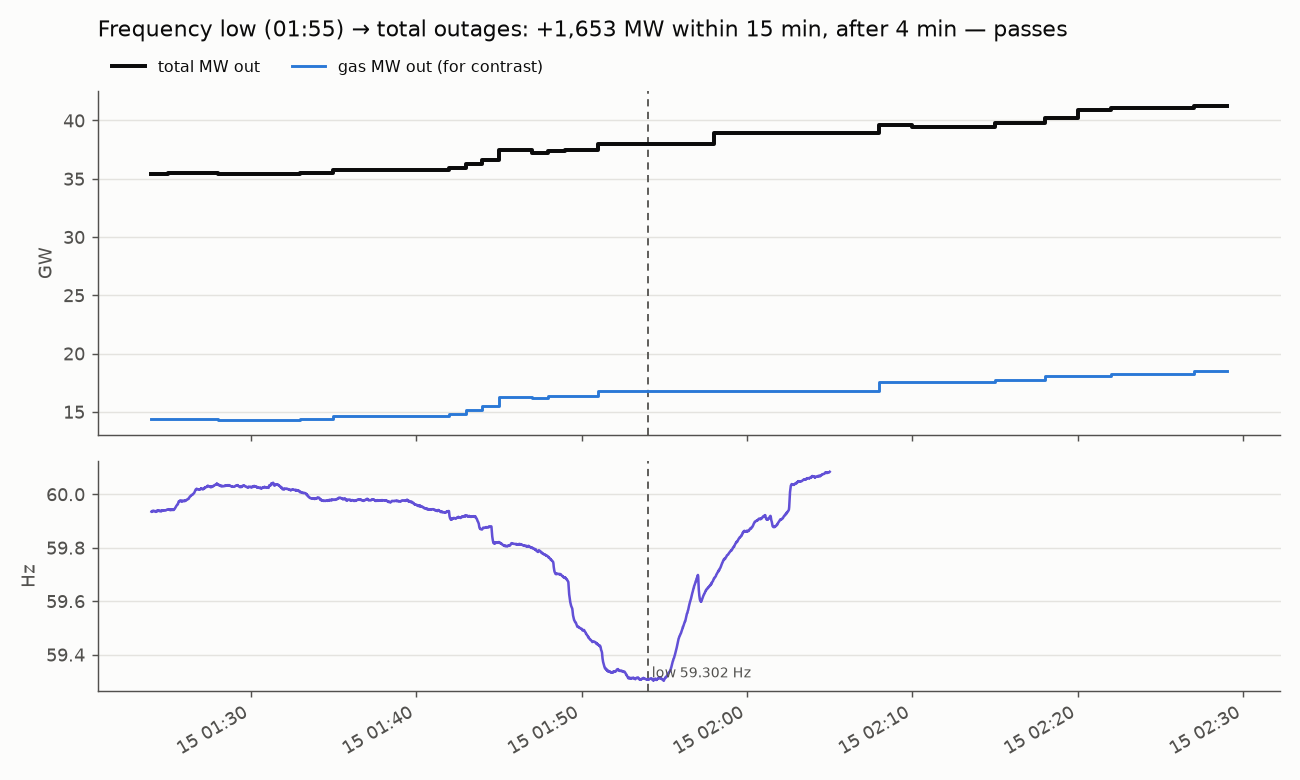 Frequency low (01:55) → total outages: +1,653 MW within 15 min, after 4 min — passes
total MW out
gas MW out (for contrast)
GW
40
35
30
25
20
15
Hz
60.0
59.8
59.6
59.4
low 59.302 Hz
15 01:30
15 01:40
15 01:50
15 02:00
15 02:10
15 02:20
15 02:30